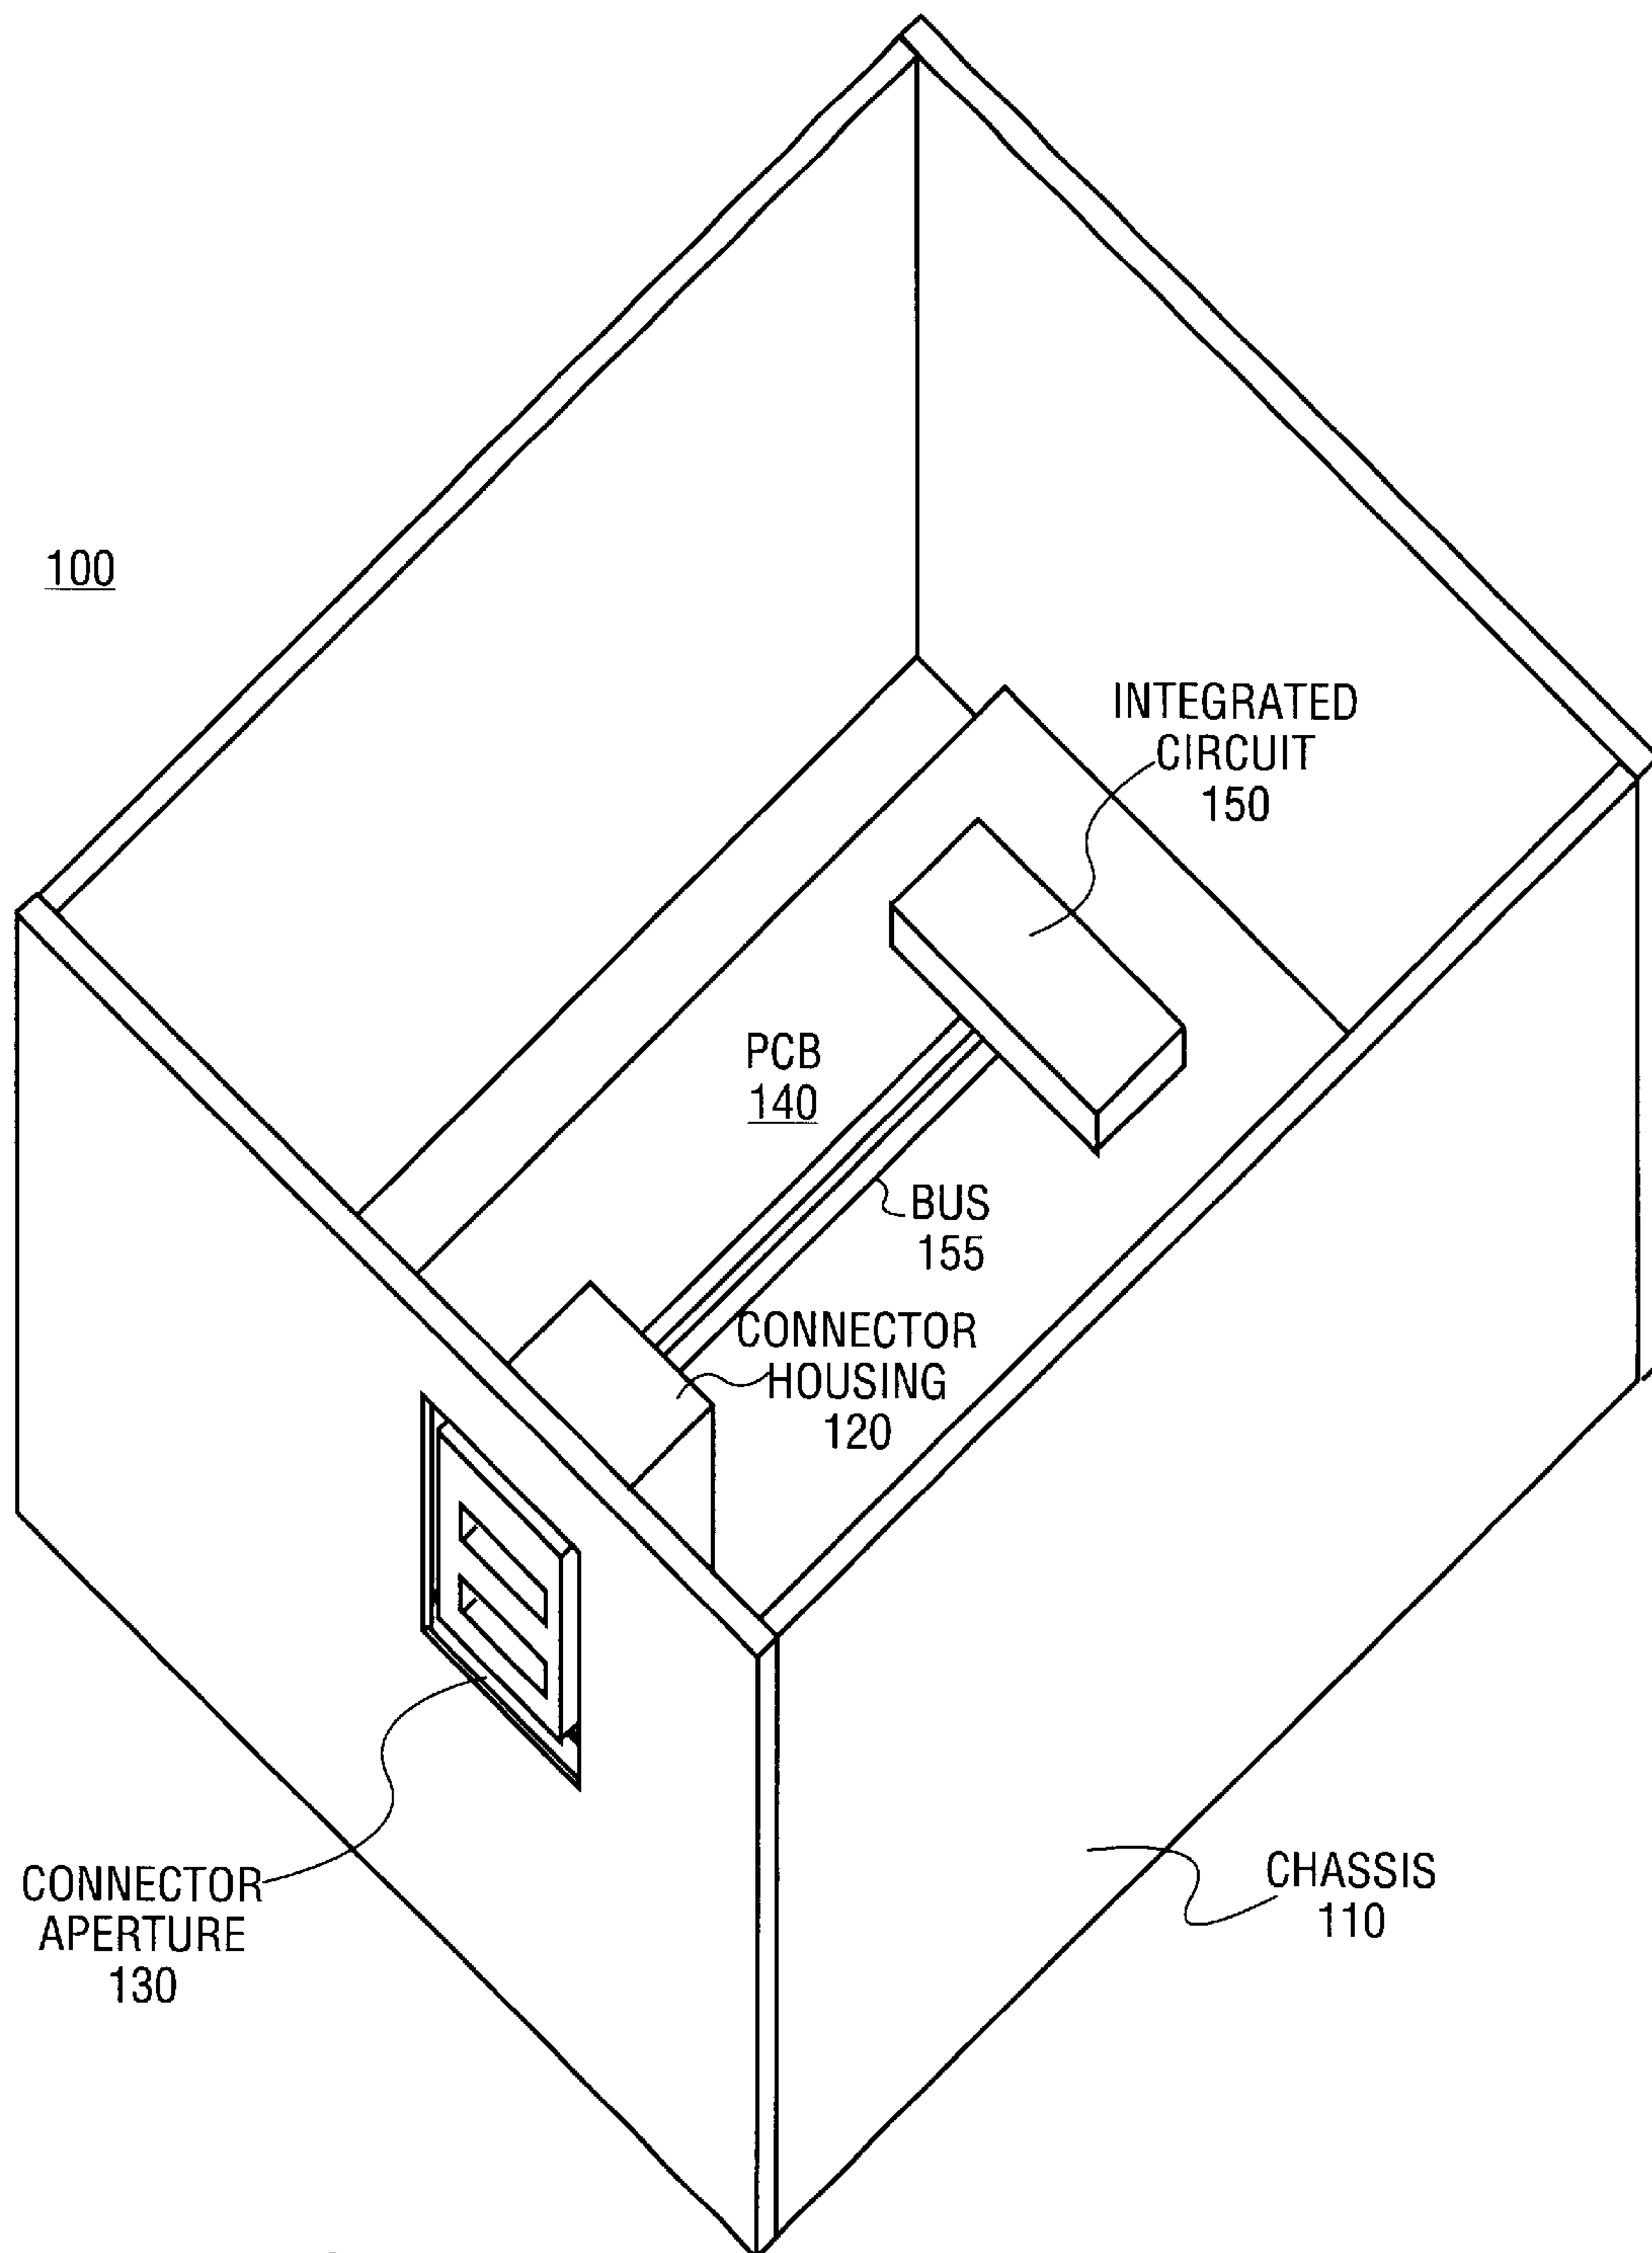 100
INTEGRATED
CIRCUIT
150
PCB
140
BUS
155
CONNECTOR
HOUSING
120
CONNECTOR
APERTURE
130
CHASSIS
110